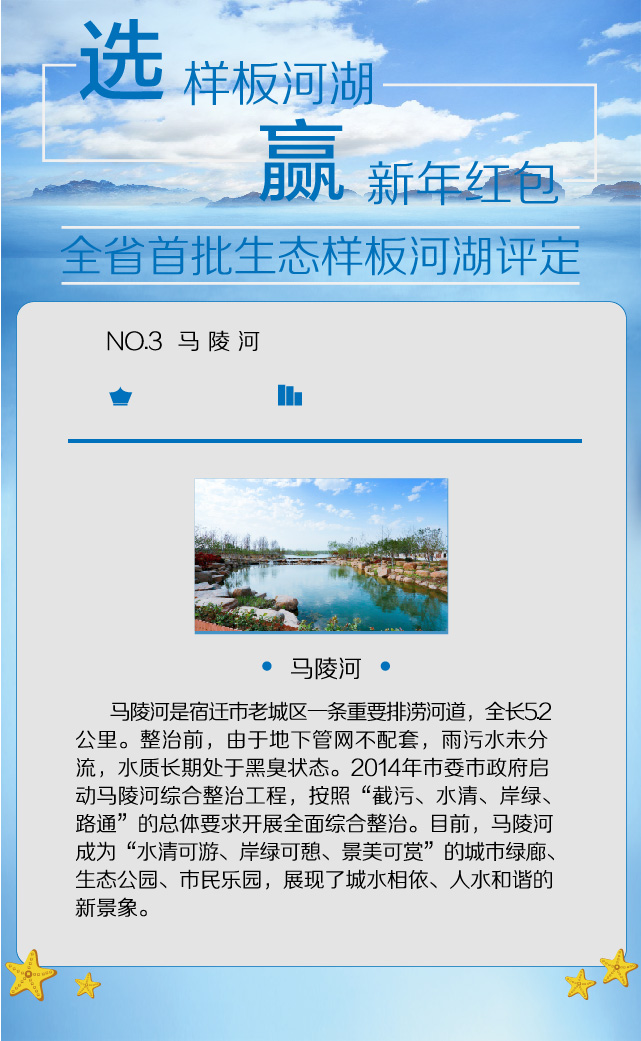 选 样板河湖
赢 新年红包
全省首批生态样板河湖评定
NO.3 马陵河
• 马陵河 •
马陵河是宿迁市老城区一条重要排涝河道，全长5.2
公里。整治前，由于地下管网不配套，雨污水未分
流，水质长期处于黑臭状态。2014年市委市政府启
动马陵河综合整治工程，按照“截污、水清、岸绿、
路通”的总体要求开展全面综合整治。目前，马陵河
成为“水清可游、岸绿可憩、景美可赏”的城市绿廊、
生态公园、市民乐园，展现了城水相依、人水和谐的
新景象。